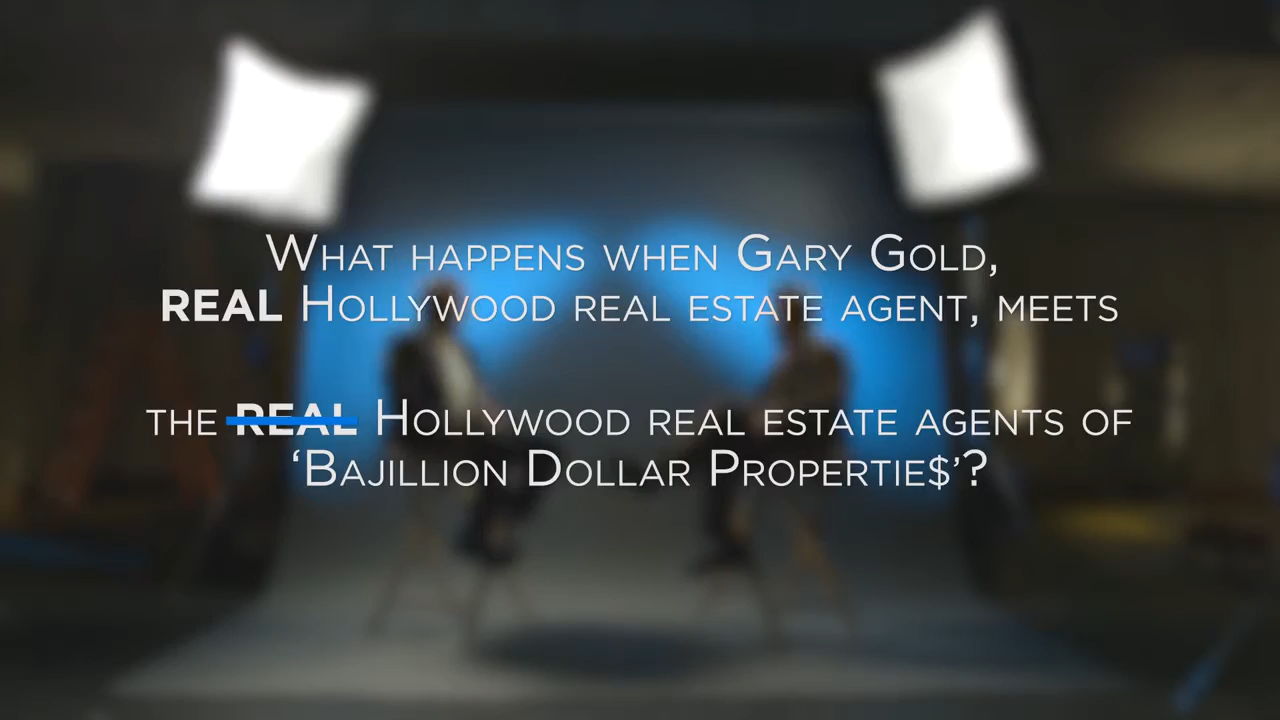 What happens when Gary Gold,
REAL Hollywood real estate agent, meets
the REAL Hollywood real estate agents of
‘Bajillion Dollar Propertie$’?